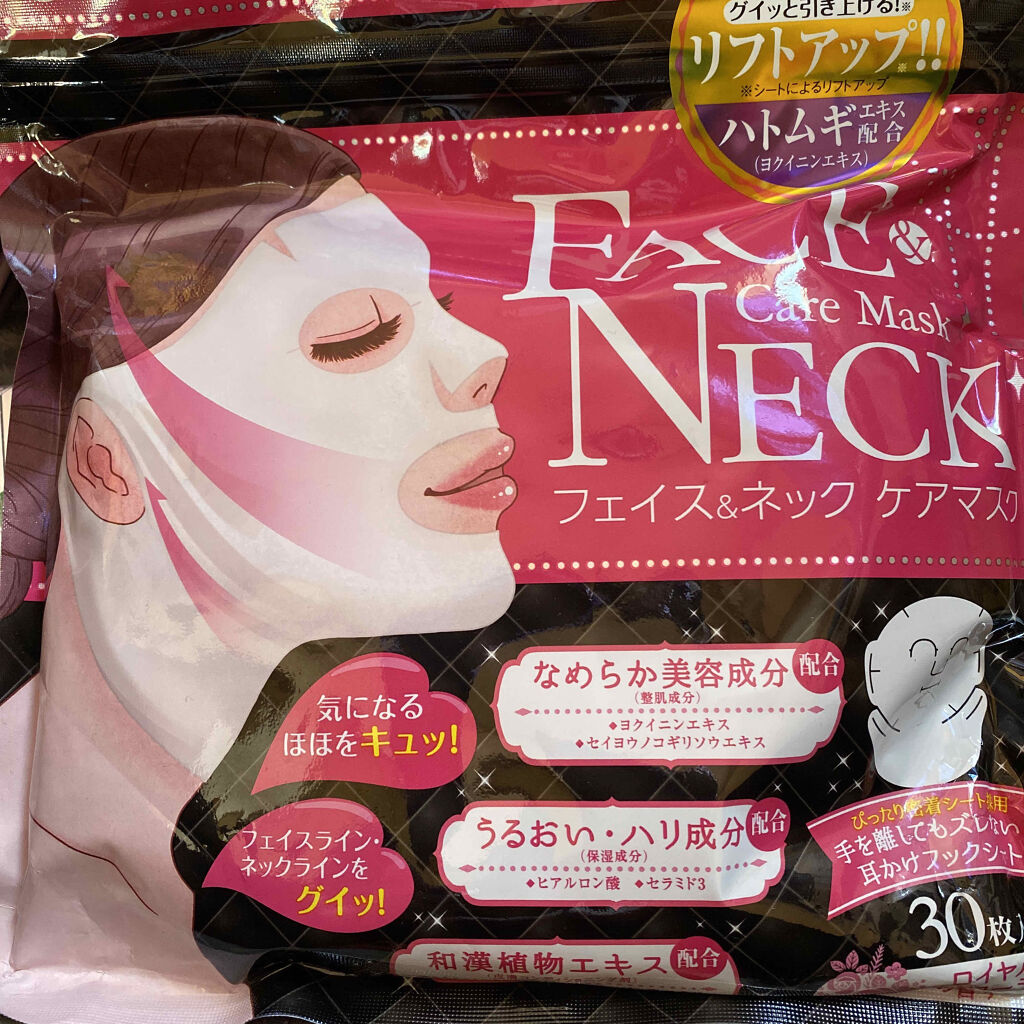 グイッと引き上げる!※
リフトアップ!!※
※シートによるリフトアップ
ハトムギエキス配合
(ヨクイニンエキス)
FACE &
Care Mask
NECK
フェイス&ネック ケアマスク
気になる
ほほをキュッ!
フェイスライン・
ネックラインを
グイッ!
なめらか美容成分 配合
(整肌成分)
◆ヨクイニンエキス
◆セイヨウノコギリソウエキス
うるおい・ハリ成分 配合
(保湿成分)
◆ヒアルロン酸 ◆セラミド3
和漢植物エキス 配合
ぴったり密着シート採用
手を離してもズレない
耳かけフックシート
30枚入